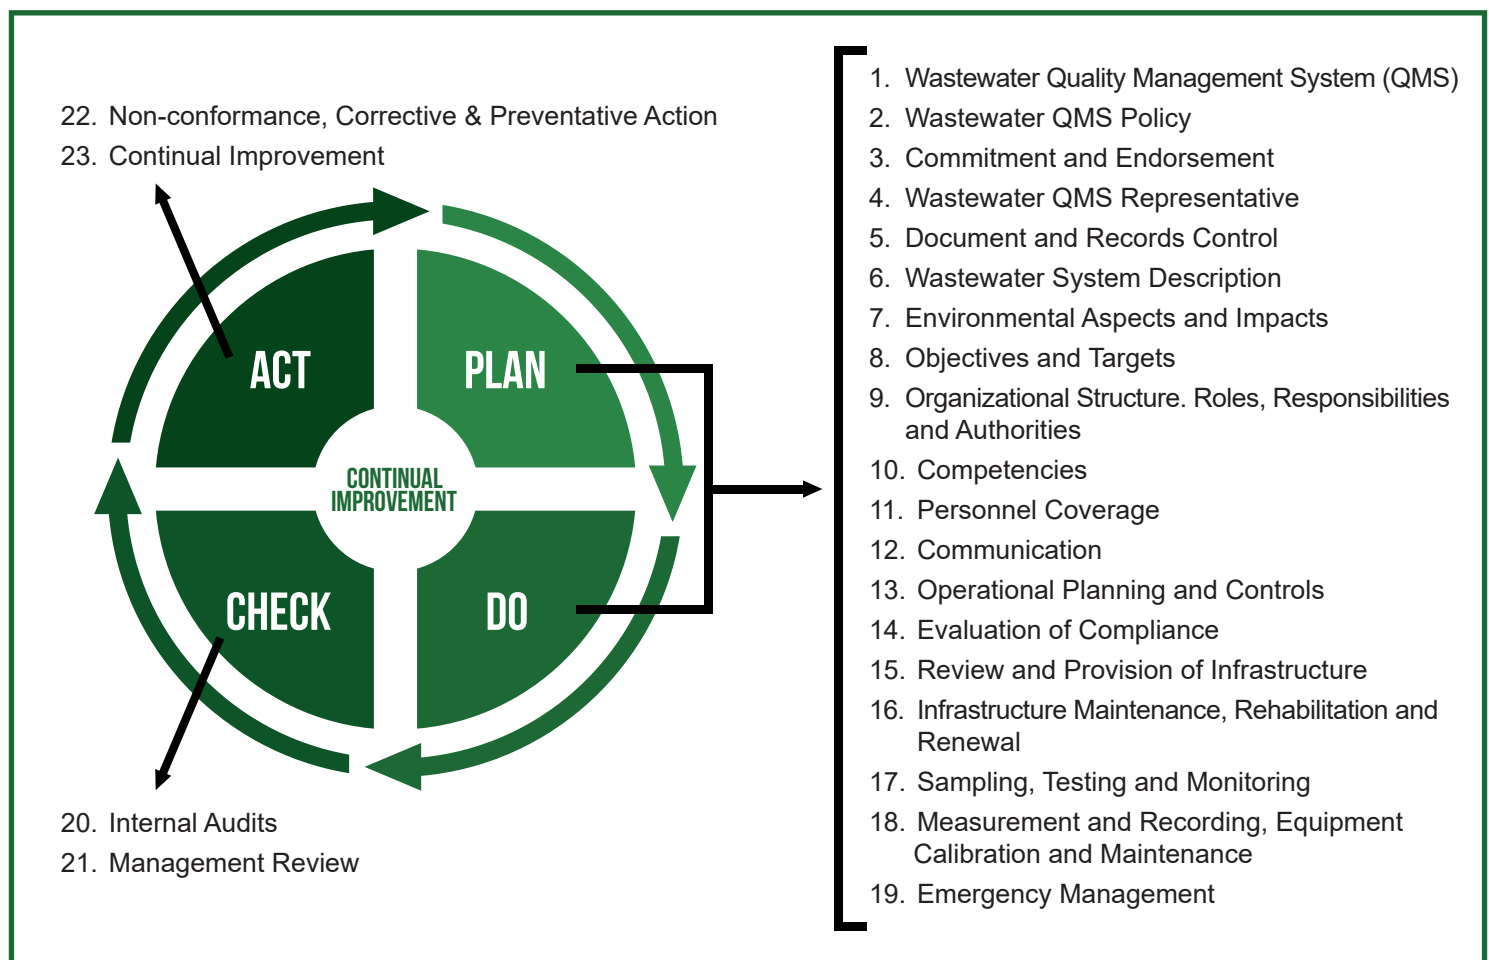 22. Non-conformance, Corrective & Preventative Action
23. Continual Improvement
ACT
PLAN
CONTINUAL
IMPROVEMENT
CHECK
DO
20. Internal Audits
21. Management Review
1. Wastewater Quality Management System (QMS)
2. Wastewater QMS Policy
3. Commitment and Endorsement
4. Wastewater QMS Representative
5. Document and Records Control
6. Wastewater System Description
7. Environmental Aspects and Impacts
8. Objectives and Targets
9. Organizational Structure. Roles, Responsibilities
and Authorities
10. Competencies
11. Personnel Coverage
12. Communication
13. Operational Planning and Controls
14. Evaluation of Compliance
15. Review and Provision of Infrastructure
16. Infrastructure Maintenance, Rehabilitation and
Renewal
17. Sampling, Testing and Monitoring
18. Measurement and Recording, Equipment
Calibration and Maintenance
19. Emergency Management